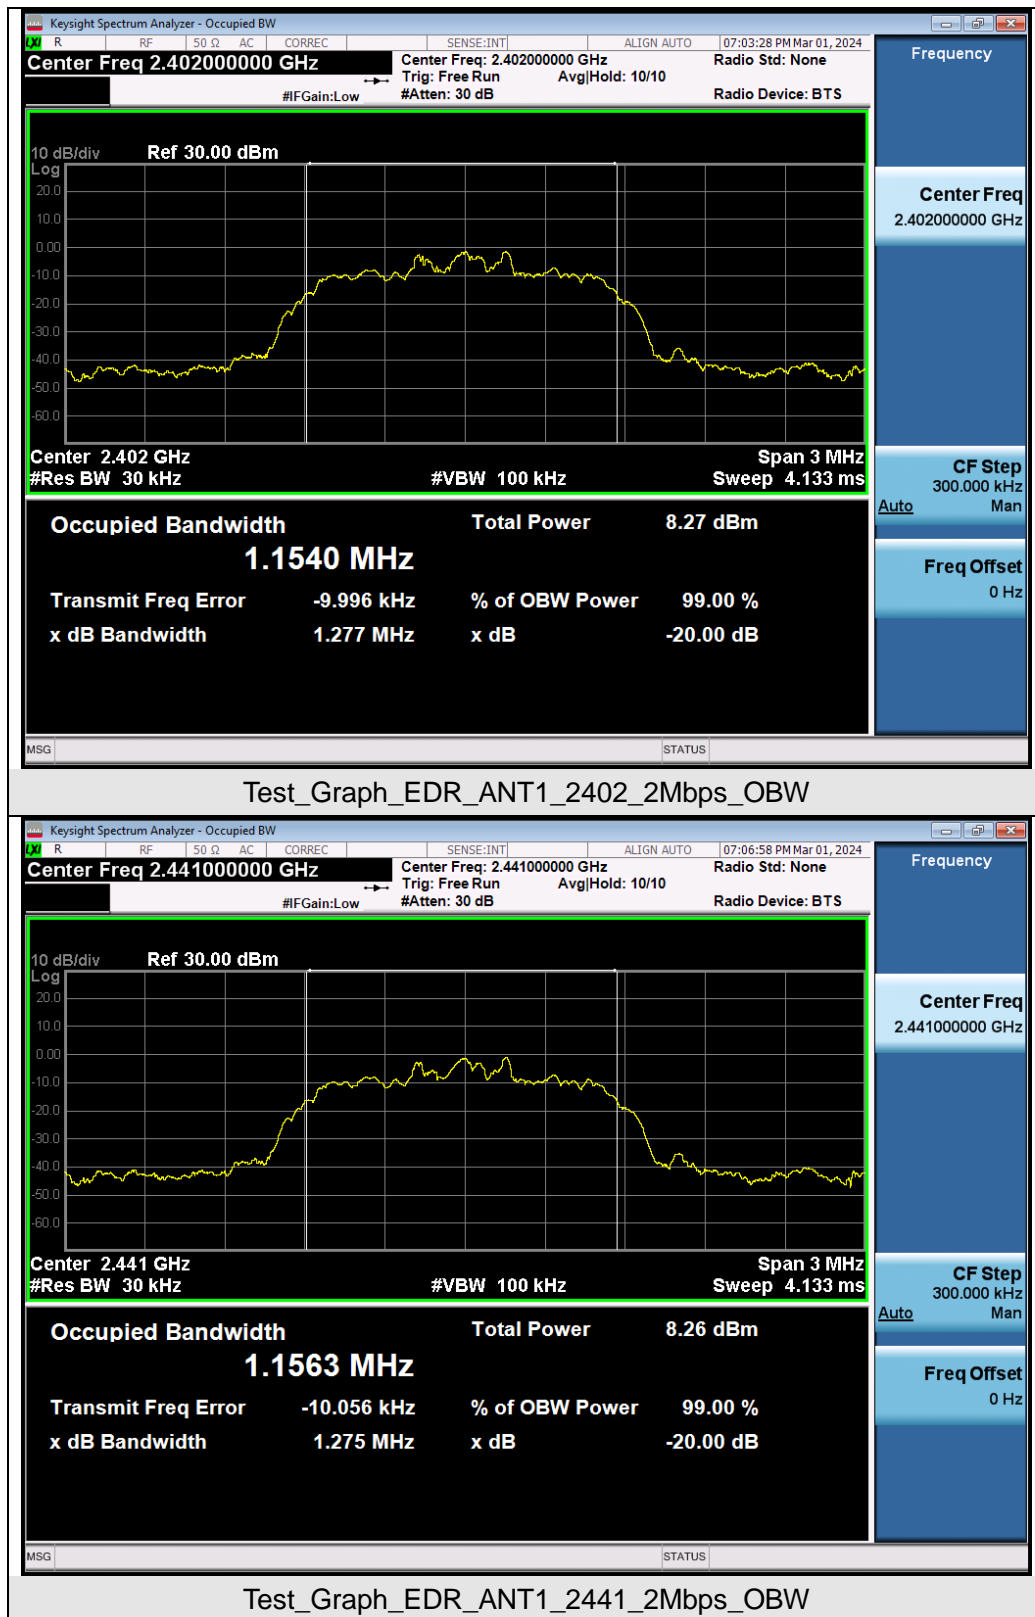 Keysight Spectrum Analyzer - Occupied BW
LXI R RF 50 Ω AC CORREC SENSE:INT ALIGN AUTO 07:03:28 PM Mar 01, 2024
Center Freq 2.402000000 GHz
Center Freq: 2.402000000 GHz
Radio Std: None
Trig: Free Run Avg|Hold: 10/10
#IFGain:Low
#Atten: 30 dB
Radio Device: BTS
Frequency
10 dB/div Ref 30.00 dBm
Log
20.0
10.0
0.00
-10.0
-20.0
-30.0
-40.0
-50.0
-60.0
Center Freq
2.402000000 GHz
Center 2.402 GHz Span 3 MHz
#Res BW 30 kHz #VBW 100 kHz Sweep 4.133 ms
CF Step
300.000 kHz
Auto Man
Occupied Bandwidth Total Power 8.27 dBm
1.1540 MHz
Freq Offset
0 Hz
Transmit Freq Error -9.996 kHz % of OBW Power 99.00 %
x dB Bandwidth 1.277 MHz x dB -20.00 dB
MSG STATUS
Test_Graph_EDR_ANT1_2402_2Mbps_OBW
Keysight Spectrum Analyzer - Occupied BW
LXI R RF 50 Ω AC CORREC SENSE:INT ALIGN AUTO 07:06:58 PM Mar 01, 2024
Center Freq 2.441000000 GHz
Center Freq: 2.441000000 GHz
Radio Std: None
Trig: Free Run Avg|Hold: 10/10
#IFGain:Low
#Atten: 30 dB
Radio Device: BTS
Frequency
10 dB/div Ref 30.00 dBm
Log
20.0
10.0
0.00
-10.0
-20.0
-30.0
-40.0
-50.0
-60.0
Center Freq
2.441000000 GHz
Center 2.441 GHz Span 3 MHz
#Res BW 30 kHz #VBW 100 kHz Sweep 4.133 ms
CF Step
300.000 kHz
Auto Man
Occupied Bandwidth Total Power 8.26 dBm
1.1563 MHz
Freq Offset
0 Hz
Transmit Freq Error -10.056 kHz % of OBW Power 99.00 %
x dB Bandwidth 1.275 MHz x dB -20.00 dB
MSG STATUS
Test_Graph_EDR_ANT1_2441_2Mbps_OBW